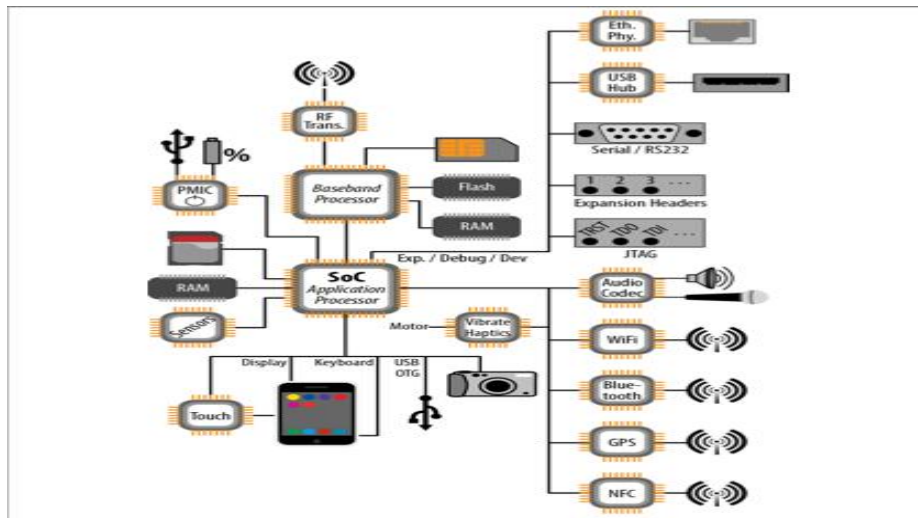 Eth.
Phy.
USB
Hub
RF
Trans.
%
PMIC
Baseband
Processor
Flash
RAM
Serial / RS232
1 2 3 ...
Expansion Headers
TRST TDO TDI ...
JTAG
Exp. / Debug / Dev
SoC
Application
Processor
RAM
Sensors
Audio
Codec
Motor
Vibrate
Haptics
WiFi
Display
Keyboard
USB
OTG
Blue-
tooth
Touch
GPS
NFC